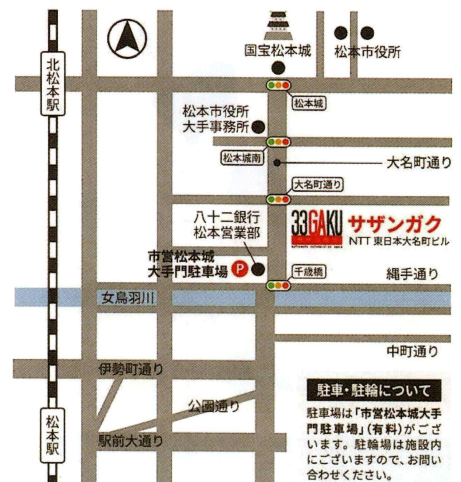 国宝松本城
松本市役所
北松本駅
松本城
松本市役所
大手事務所
松本城南
大名町通り
大名町通り
八十二銀行
松本営業部
33GAKU サザンガク
NTT 東日本大名町ビル
市営松本城
大手門駐車場 P
千歳橋
縄手通り
女鳥羽川
中町通り
伊勢町通り
公園通り
松本駅
駅前大通り
駐車・駐輪について
駐車場は「市営松本城大手
門駐車場」(有料)がござ
います。駐輪場は施設内
にございますので、お問い
合わせください。